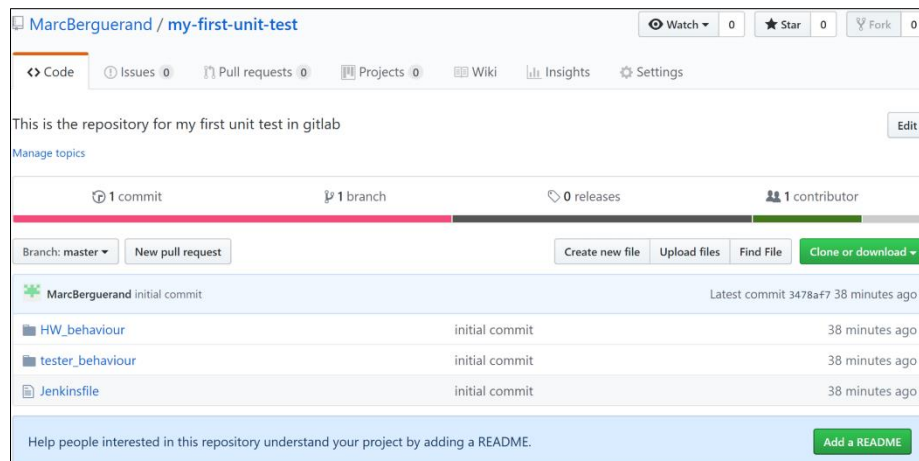 MarcBerguerand / my-first-unit-test Watch 0 Star 0 Fork 0
Code Issues 0 Pull requests 0 Projects 0 Wiki Insights Settings
This is the repository for my first unit test in gitlab Edit
Manage topics
1 commit 1 branch 0 releases 1 contributor
Branch: master New pull request Create new file Upload files Find File Clone or download
MarcBerguerand initial commit Latest commit 3478af7 38 minutes ago
HW_behaviour initial commit 38 minutes ago
tester_behaviour initial commit 38 minutes ago
Jenkinsfile initial commit 38 minutes ago
Help people interested in this repository understand your project by adding a README. Add a README